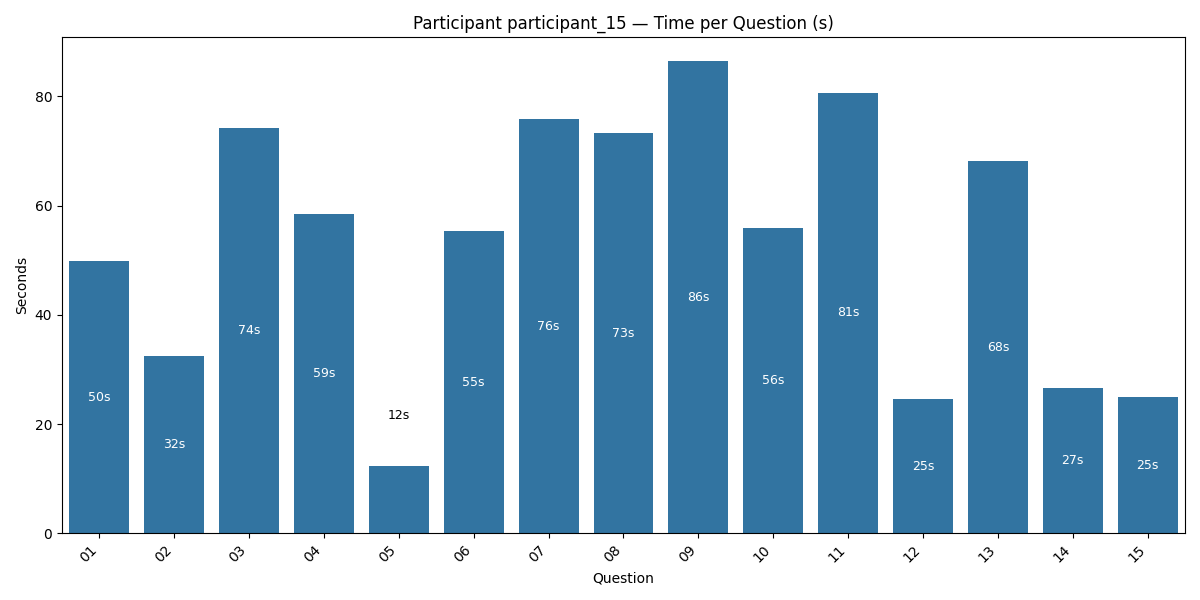 Participant participant_15 — Time per Question (s)
Seconds
80
60
40
20
0
50s
32s
74s
59s
12s
55s
76s
73s
86s
56s
81s
25s
68s
27s
25s
01
02
03
04
05
06
07
08
09
10
11
12
13
14
15
Question